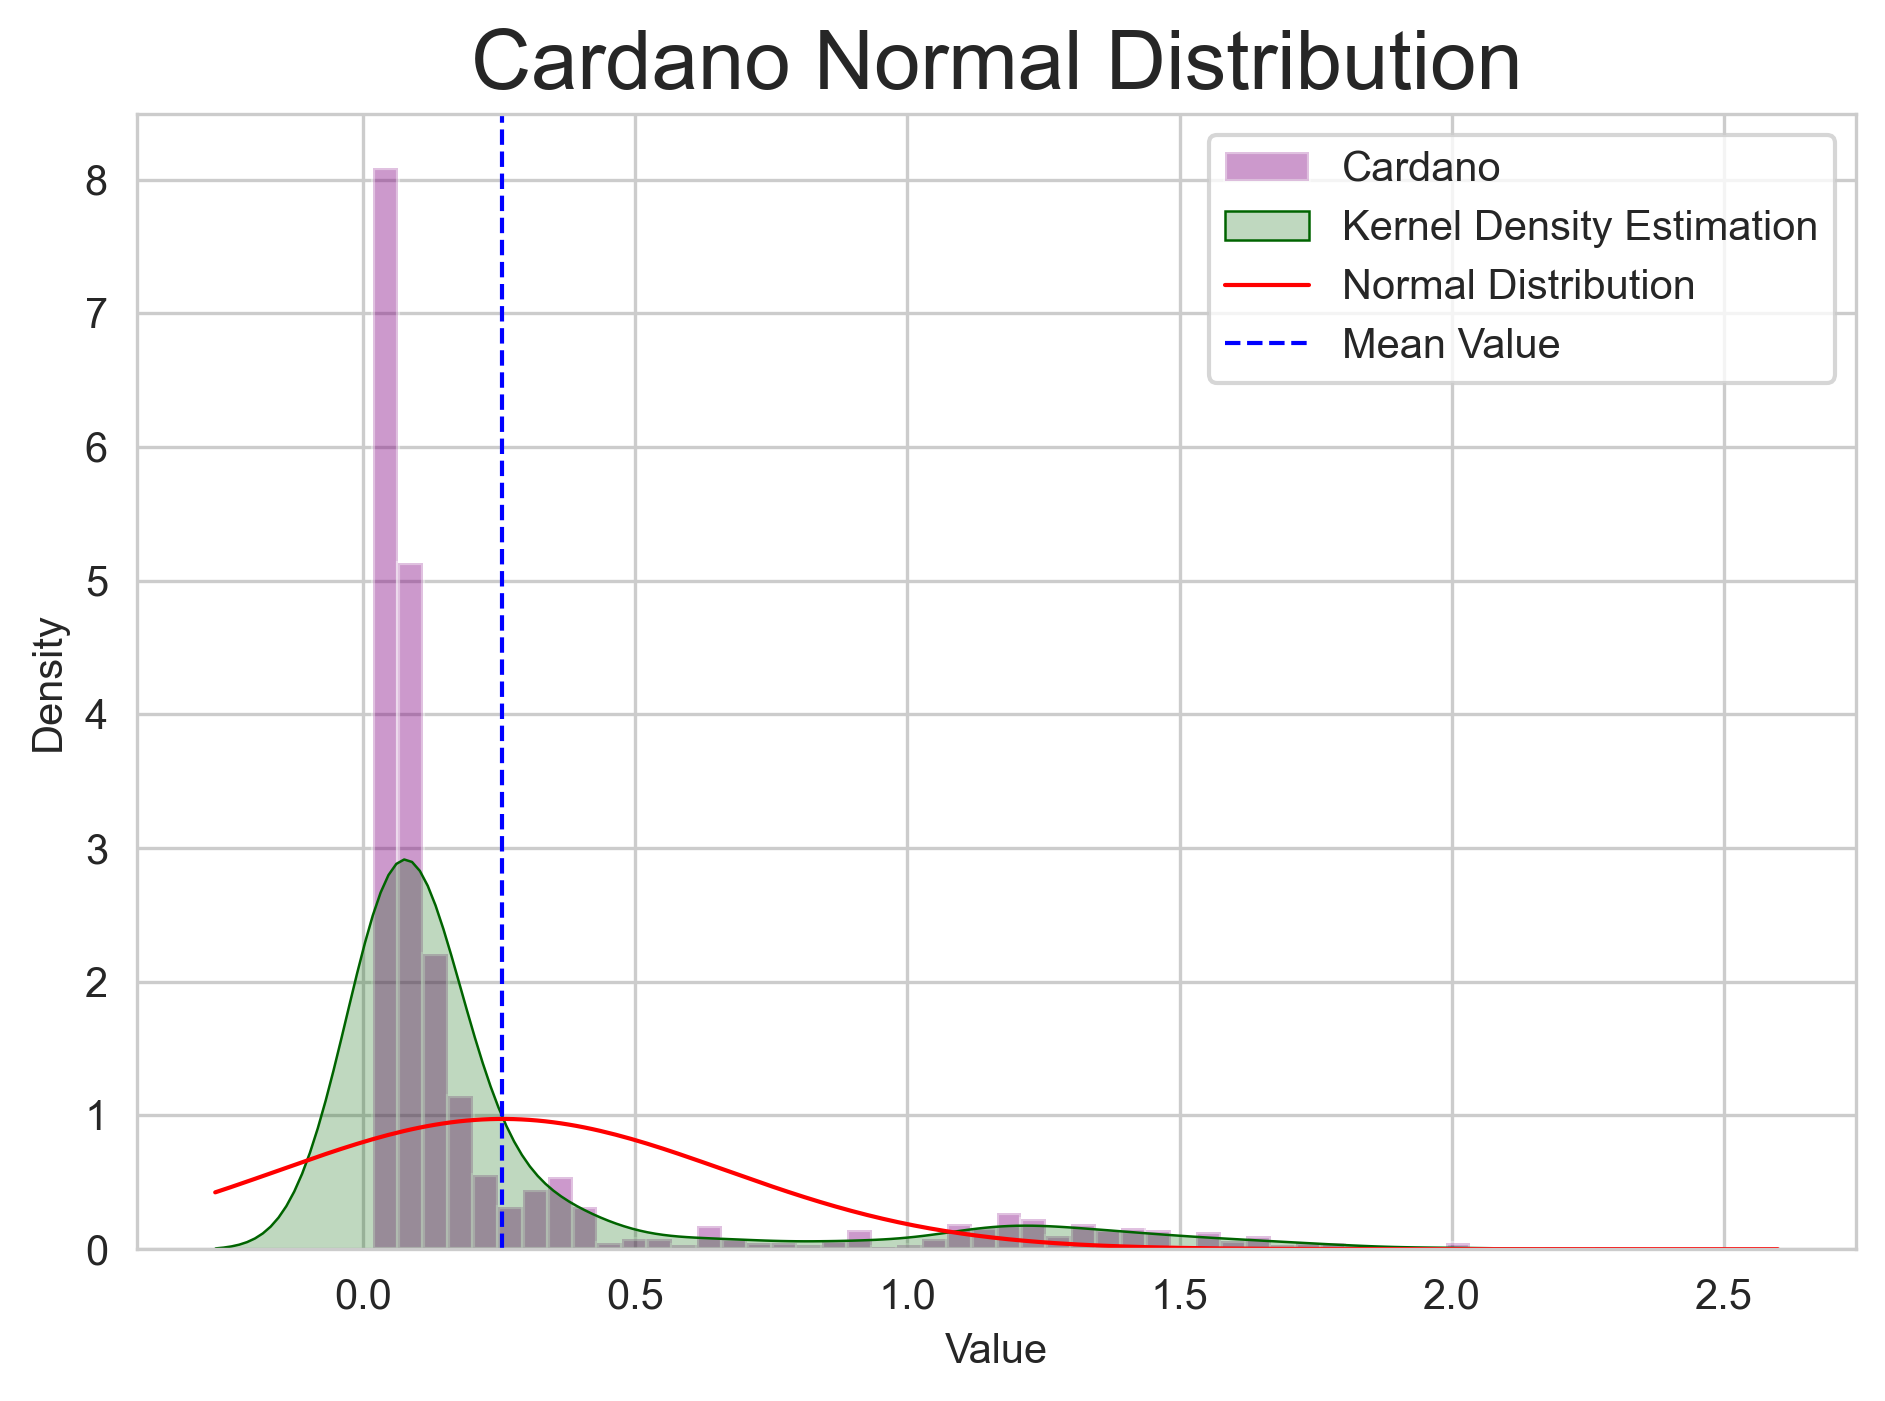 Cardano Normal Distribution
Cardano
Kernel Density Estimation
Normal Distribution
Mean Value
Density
8
7
6
5
4
3
2
1
0
0.0 0.5 1.0 1.5 2.0 2.5
Value